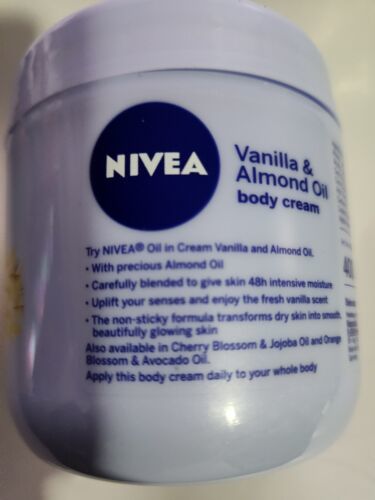 NIVEA
Vanilla &
Almond Oil
body cream
Try NIVEA® Oil in Cream Vanilla and Almond Oil.
• With precious Almond Oil
• Carefully blended to give skin 48h intensive moisture
• Uplift your senses and enjoy the fresh vanilla scent
• The non-sticky formula transforms dry skin into smooth,
beautifully glowing skin
Also available in Cherry Blossom & Jojoba Oil and Orange
Blossom & Avocado Oil.
Apply this body cream daily to your whole body